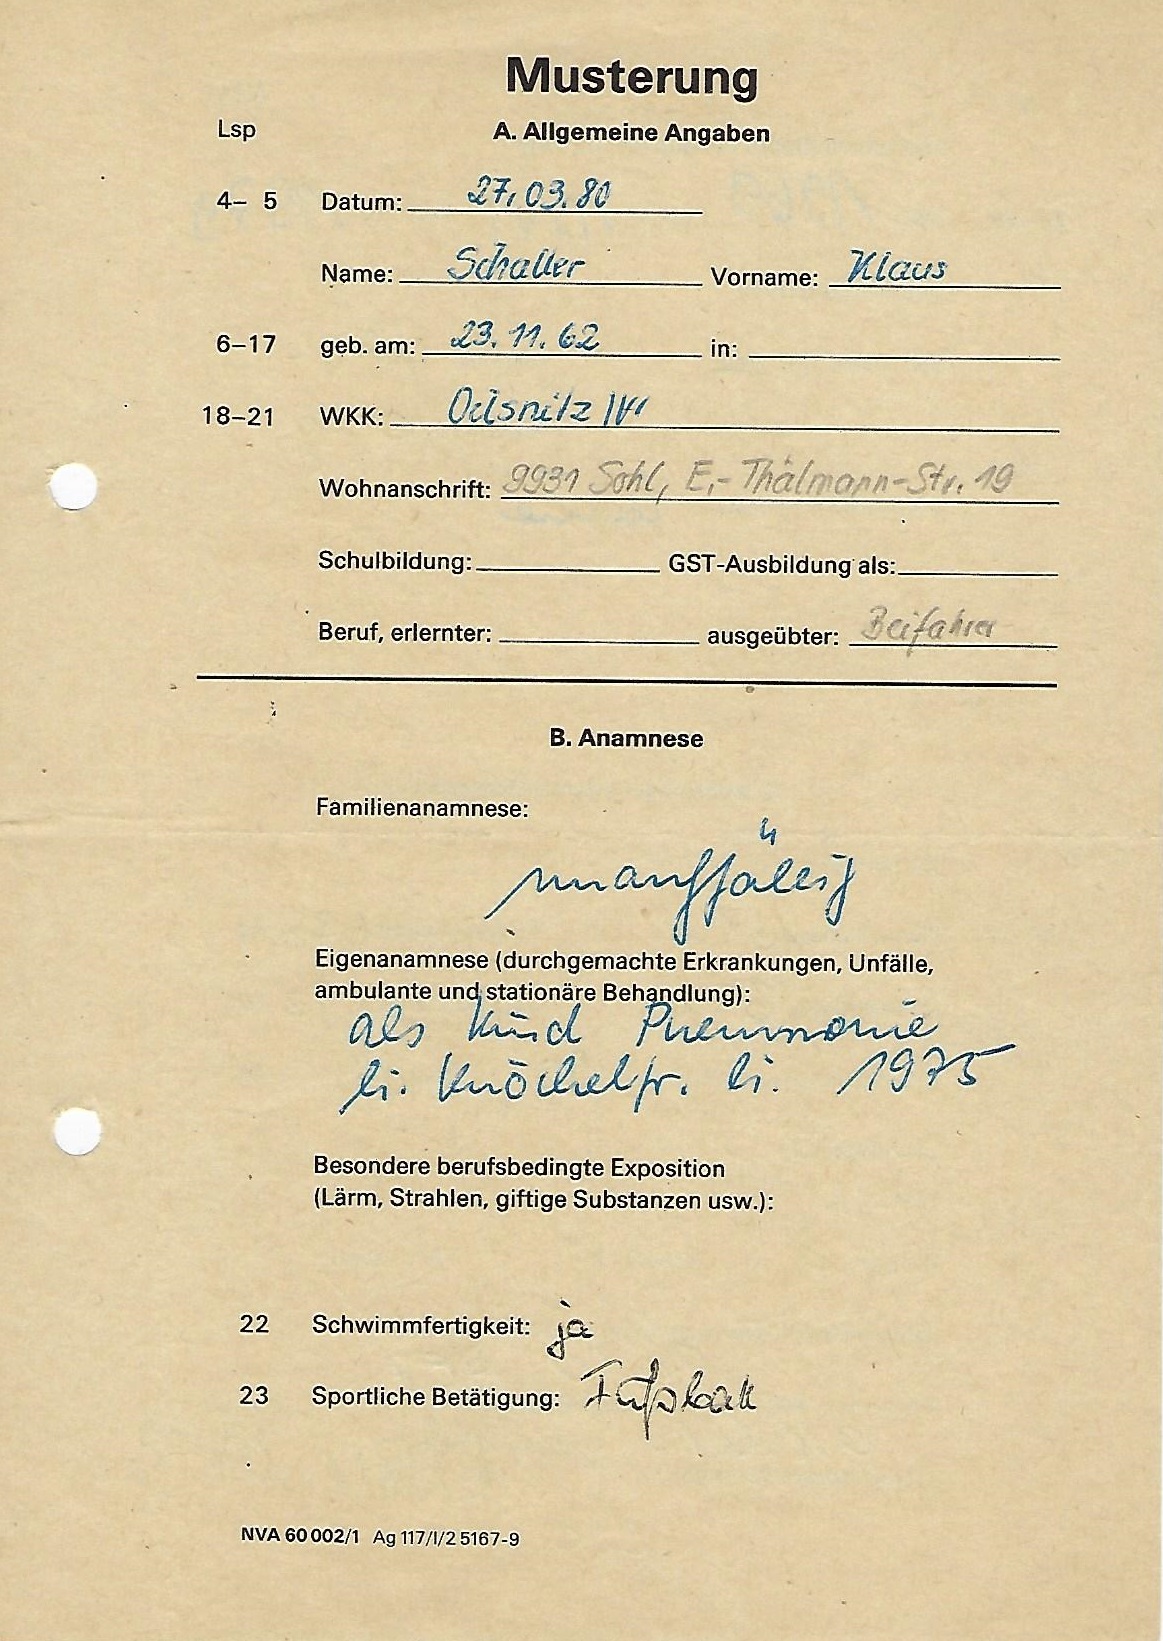 Musterung
Lsp A. Allgemeine Angaben
4– 5 Datum: 27.03.80
Name: Schaller Vorname: Klaus
6–17 geb. am: 23.11.62 in:
18–21 WKK: Oelsnitz IV
Wohnanschrift: 9931 Sohl, E.-Thälmann-Str. 19
Schulbildung: GST-Ausbildung als:
Beruf, erlernter: ausgeübter: Beifahrer
B. Anamnese
Familienanamnese:
unauffällig
Eigenanamnese (durchgemachte Erkrankungen, Unfälle,
ambulante und stationäre Behandlung):
als Kind Pneumonie
li. Knöchelfr. li. 1975
Besondere berufsbedingte Exposition
(Lärm, Strahlen, giftige Substanzen usw.):
22 Schwimmfertigkeit: ja
23 Sportliche Betätigung: Fußball
NVA 60 002/1 Ag 117/I/2 5167-9